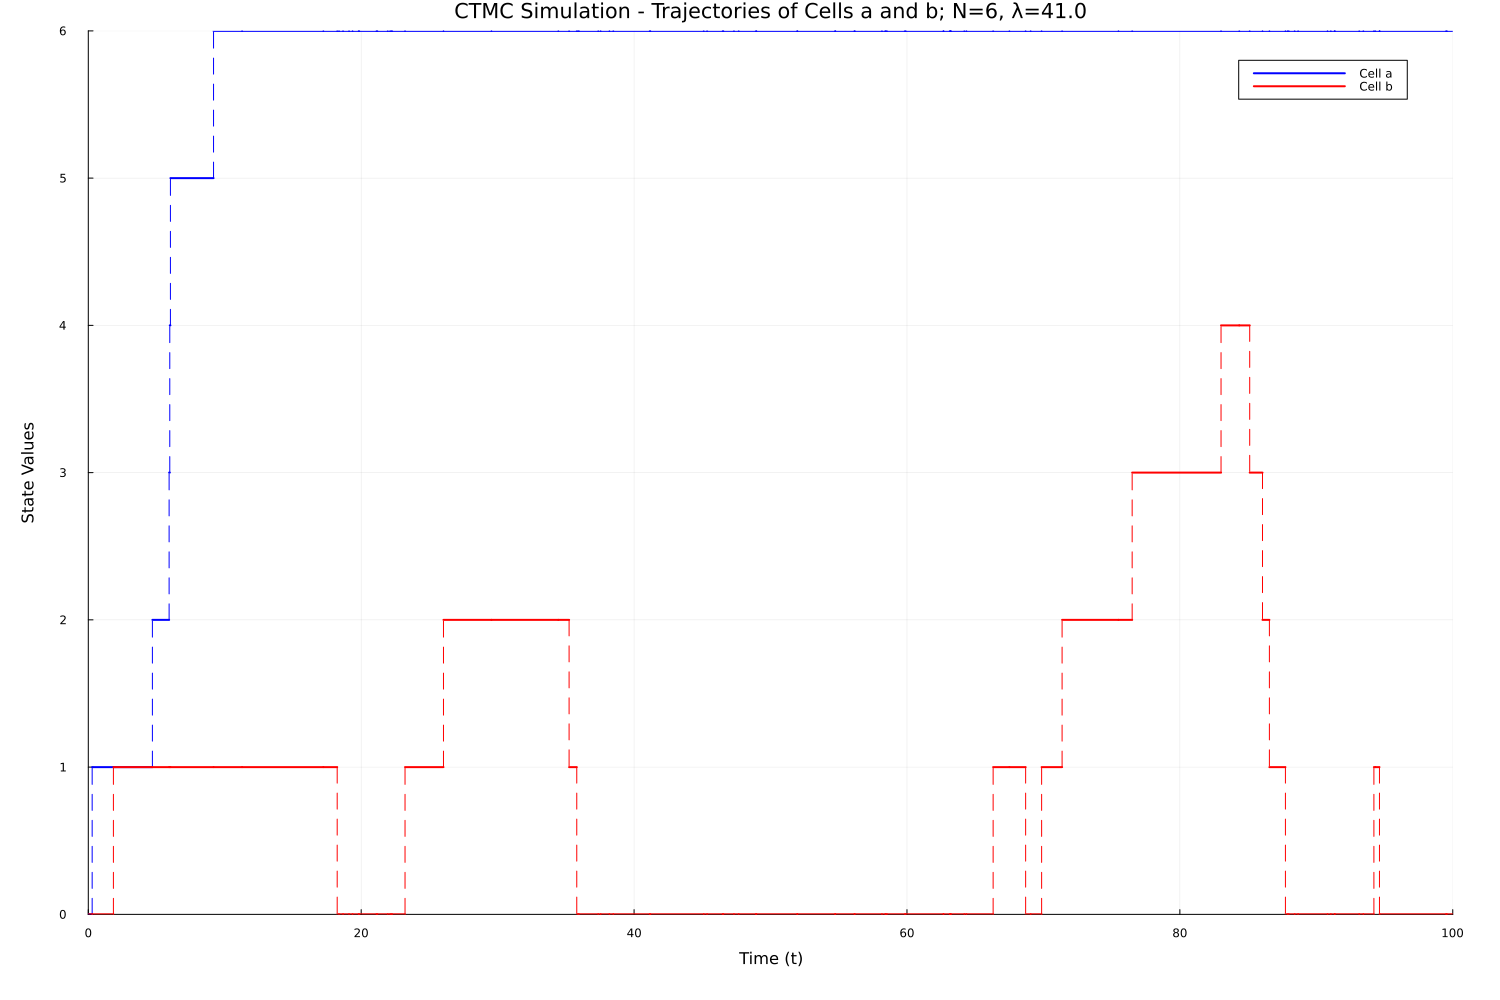 CTMC Simulation - Trajectories of Cells a and b; N=6, λ=41.0
6
Cell a
Cell b
5
4
State Values
3
2
1
0
0 20 40 60 80 100
Time (t)